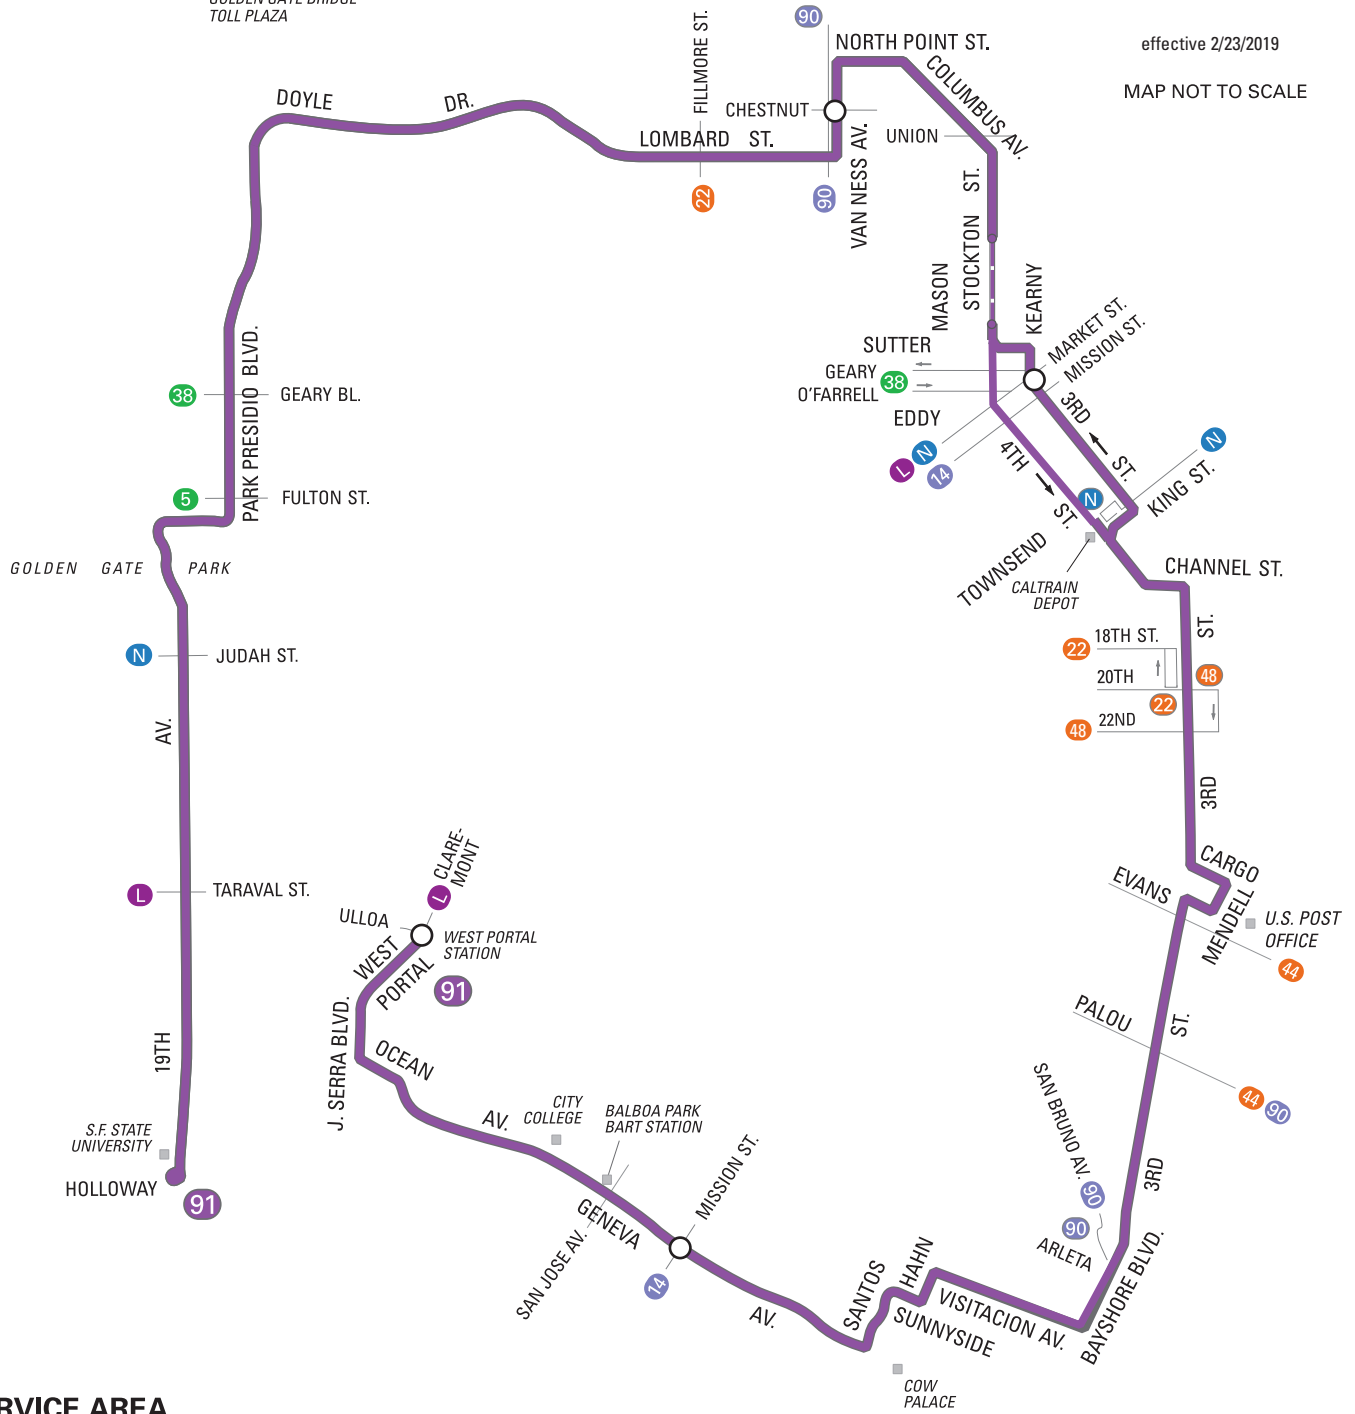 GOLDEN GATE BRIDGE
TOLL PLAZA
effective 2/23/2019
MAP NOT TO SCALE
90
NORTH POINT ST.
COLUMBUS AV.
FILLMORE ST.
CHESTNUT
UNION
DOYLE DR.
LOMBARD ST.
22
90
VAN NESS AV.
STOCKTON ST.
MASON
KEARNY
SUTTER
GEARY
O'FARRELL
38
EDDY
MARKET ST.
MISSION ST.
L
N
14
3RD ST.
4TH ST.
N
N
KING ST.
TOWNSEND
CALTRAIN
DEPOT
CHANNEL ST.
38
GEARY BL.
PARK PRESIDIO BLVD.
5
FULTON ST.
GOLDEN GATE PARK
N
JUDAH ST.
19TH AV.
L
TARAVAL ST.
S.F. STATE
UNIVERSITY
HOLLOWAY
91
22
18TH ST.
20TH
48
22
22ND
48
3RD ST.
CARGO
EVANS
MENDELL
U.S. POST
OFFICE
44
PALOU
3RD ST.
44
90
SAN BRUNO AV.
90
90
ARLETA
BAYSHORE BLVD.
VISITACION AV.
HAHN
SUNNYSIDE
SANTOS
COW
PALACE
CLARE-
MONT
L
ULLOA
WEST PORTAL
STATION
WEST
PORTAL
91
J. SERRA BLVD.
OCEAN AV.
CITY
COLLEGE
BALBOA PARK
BART STATION
MISSION ST.
GENEVA AV.
SAN JOSE AV.
14
RVICE AREA